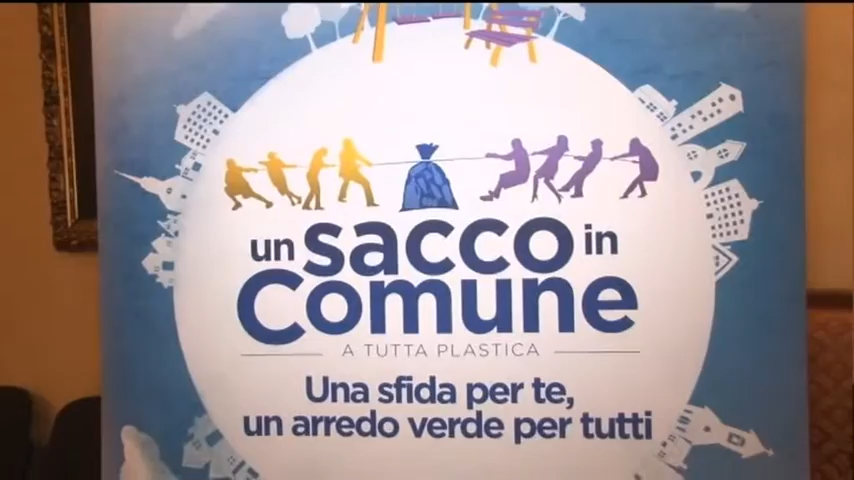 un sacco in
Comune
A TUTTA PLASTICA
Una sfida per te,
un arredo verde per tutti